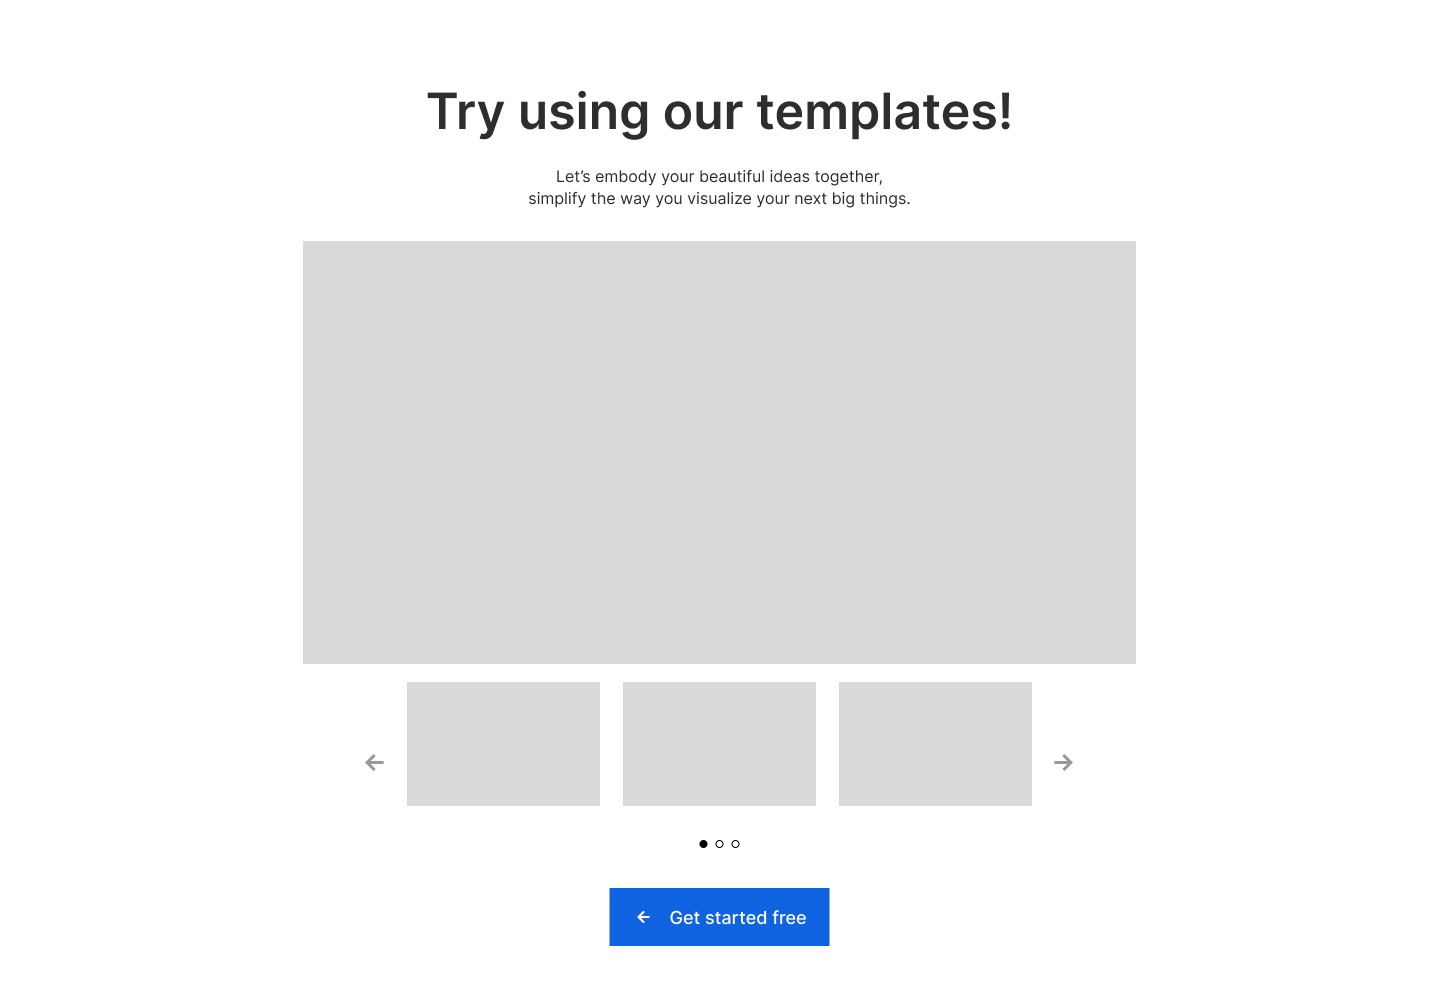 Try using our templates!
Let’s embody your beautiful ideas together,
simplify the way you visualize your next big things.
Get started free